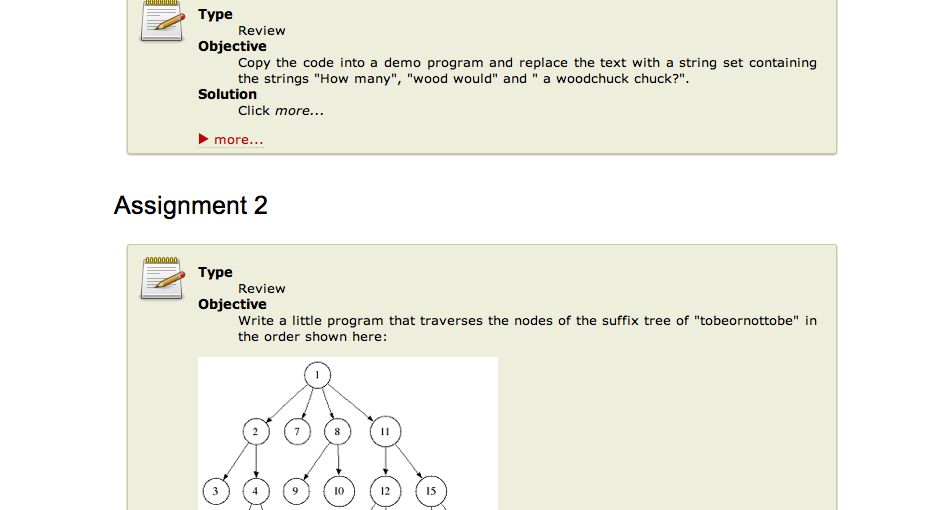 Type
Review
Objective
Copy the code into a demo program and replace the text with a string set containing
the strings "How many", "wood would" and " a woodchuck chuck?".
Solution
Click more...
more...
Assignment 2
Type
Review
Objective
Write a little program that traverses the nodes of the suffix tree of "tobeornottobe" in
the order shown here:
1
2 7 8 11
3 4 9 10 12 15